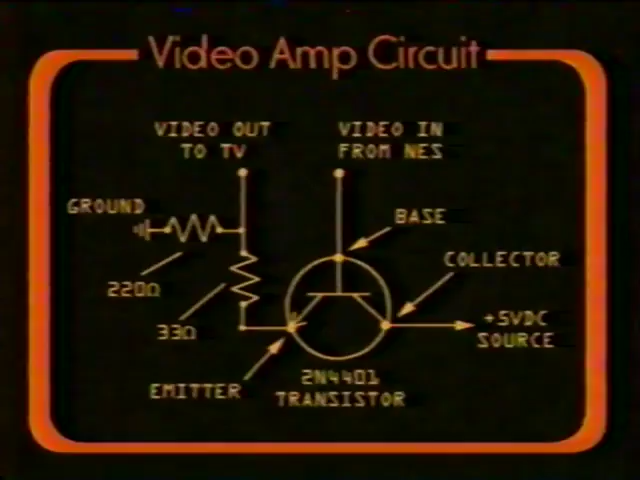 Video Amp Circuit
VIDEO OUT
TO TV
VIDEO IN
FROM NES
GROUND
BASE
220Ω
33Ω
COLLECTOR
+5VDC
SOURCE
EMITTER
2N4401
TRANSISTOR